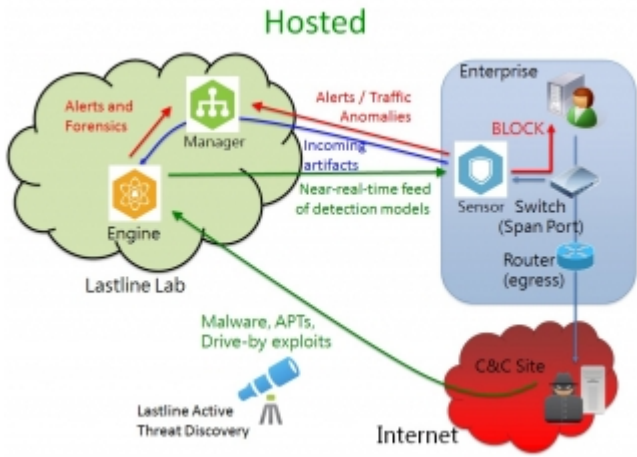 Hosted
Alerts and
Forensics
Manager
Engine
Lastline Lab
Alerts / Traffic
Anomalies
Incoming
artifacts
Near-real-time feed
of detection models
Enterprise
BLOCK
Sensor
Switch
(Span Port)
Router
(egress)
Malware, APTs,
Drive-by exploits
Lastline Active
Threat Discovery
C&C Site
Internet